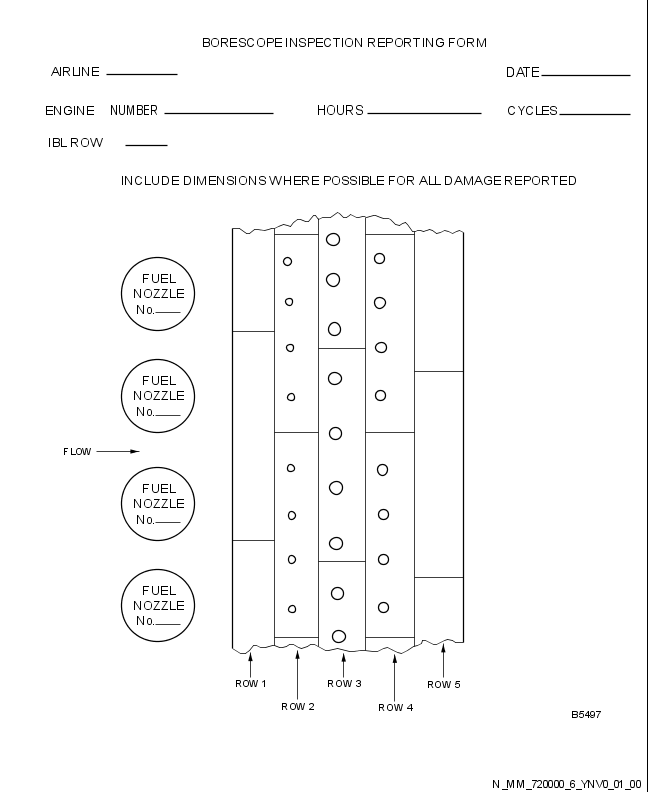 BORESCOPE INSPECTION REPORTING FORM
AIRLINE ________ DATE ________
ENGINE NUMBER ________ HOURS ________ CYCLES ________
IBL ROW ____
INCLUDE DIMENSIONS WHERE POSSIBLE FOR ALL DAMAGE REPORTED
FUEL
NOZZLE
No. ____
FUEL
NOZZLE
No. ____
FLOW
FUEL
NOZZLE
No. ____
FUEL
NOZZLE
No. ____
ROW 1
ROW 2
ROW 3
ROW 4
ROW 5
B5497
N_MM_720000_6_YNV0_01_00